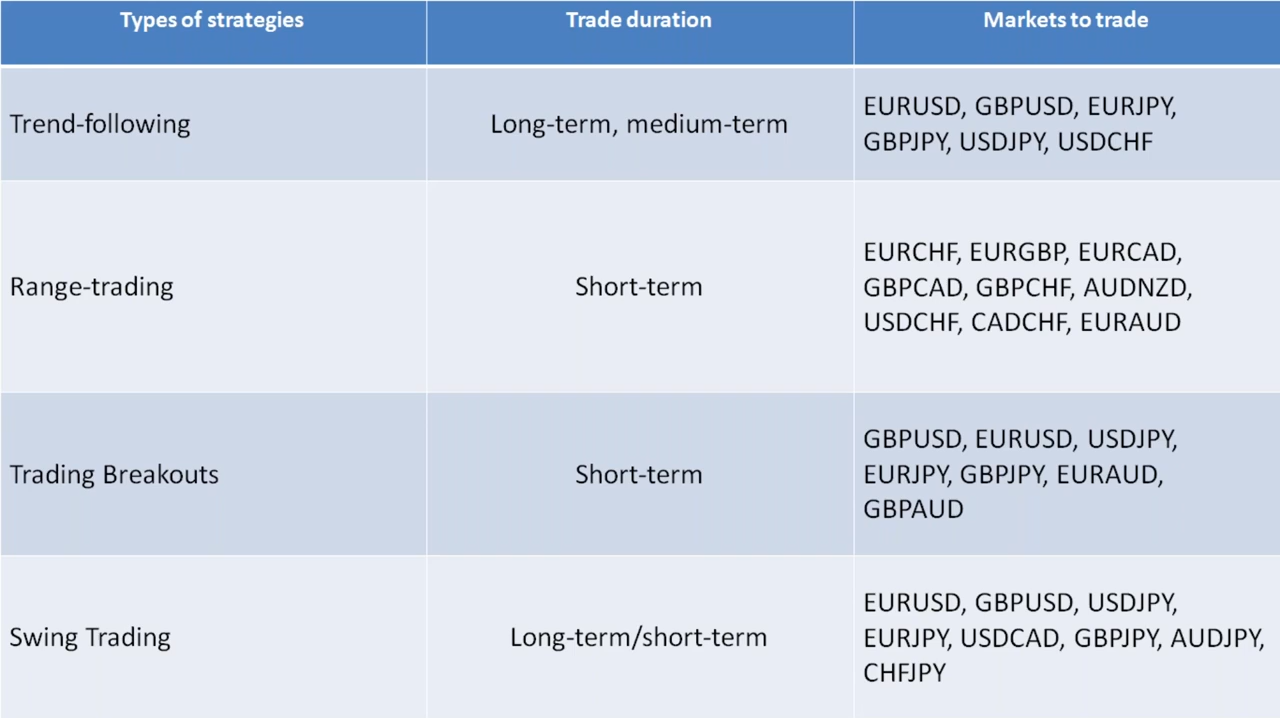 Types of strategies
Trade duration
Markets to trade
Trend-following
Long-term, medium-term
EURUSD, GBPUSD, EURJPY,
GBPJPY, USDJPY, USDCHF
Range-trading
Short-term
EURCHF, EURGBP, EURCAD,
GBPCAD, GBPCHF, AUDNZD,
USDCHF, CADCHF, EURAUD
Trading Breakouts
Short-term
GBPUSD, EURUSD, USDJPY,
EURJPY, GBPJPY, EURAUD,
GBPAUD
Swing Trading
Long-term/short-term
EURUSD, GBPUSD, USDJPY,
EURJPY, USDCAD, GBPJPY, AUDJPY,
CHFJPY